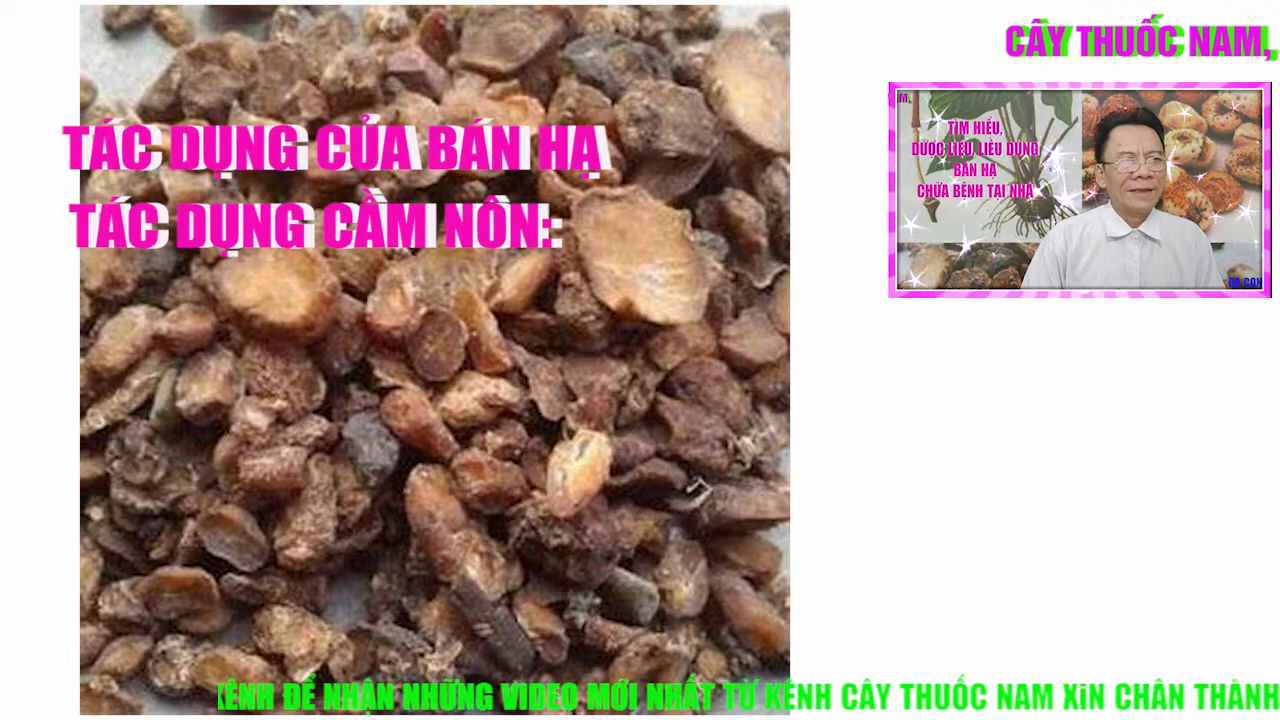 CÂY THUỐC NAM,
TÁC DỤNG CỦA BÁN HẠ
TÁC DỤNG CẦM NÔN:
M,
TÌM HIỂU,
DƯỢC LIỆU, LIỀU DÙNG
BÁN HẠ
CHỮA BỆNH TẠI NHÀ
CON
KÊNH ĐỂ NHẬN NHỮNG VIDEO MỚI NHẤT TỪ KÊNH CÂY THUỐC NAM XiN CHÂN THÀNH